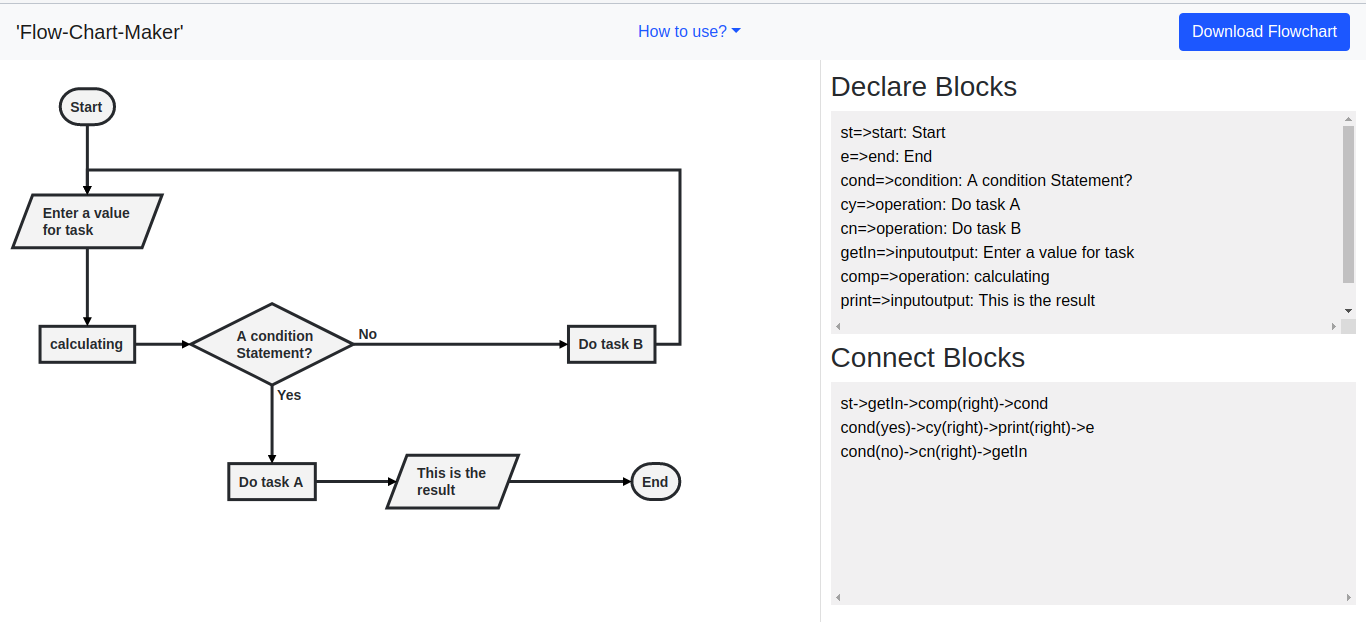 'Flow-Chart-Maker'
How to use?
Download Flowchart
Start
Enter a value
for task
calculating
A condition
Statement?
No
Do task B
Yes
Do task A
This is the
result
End
Declare Blocks
st=>start: Start
e=>end: End
cond=>condition: A condition Statement?
cy=>operation: Do task A
cn=>operation: Do task B
getIn=>inputoutput: Enter a value for task
comp=>operation: calculating
print=>inputoutput: This is the result
Connect Blocks
st->getIn->comp(right)->cond
cond(yes)->cy(right)->print(right)->e
cond(no)->cn(right)->getIn